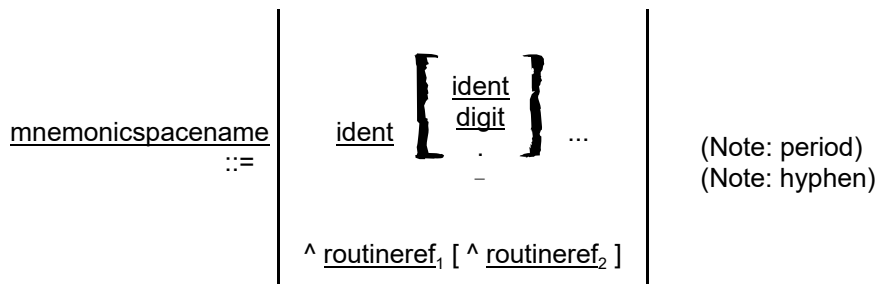 mnemonicspacename ::=
ident [ ident
digit
.
– ] ...
(Note: period)
(Note: hyphen)
^ routineref₁ [ ^ routineref₂ ]